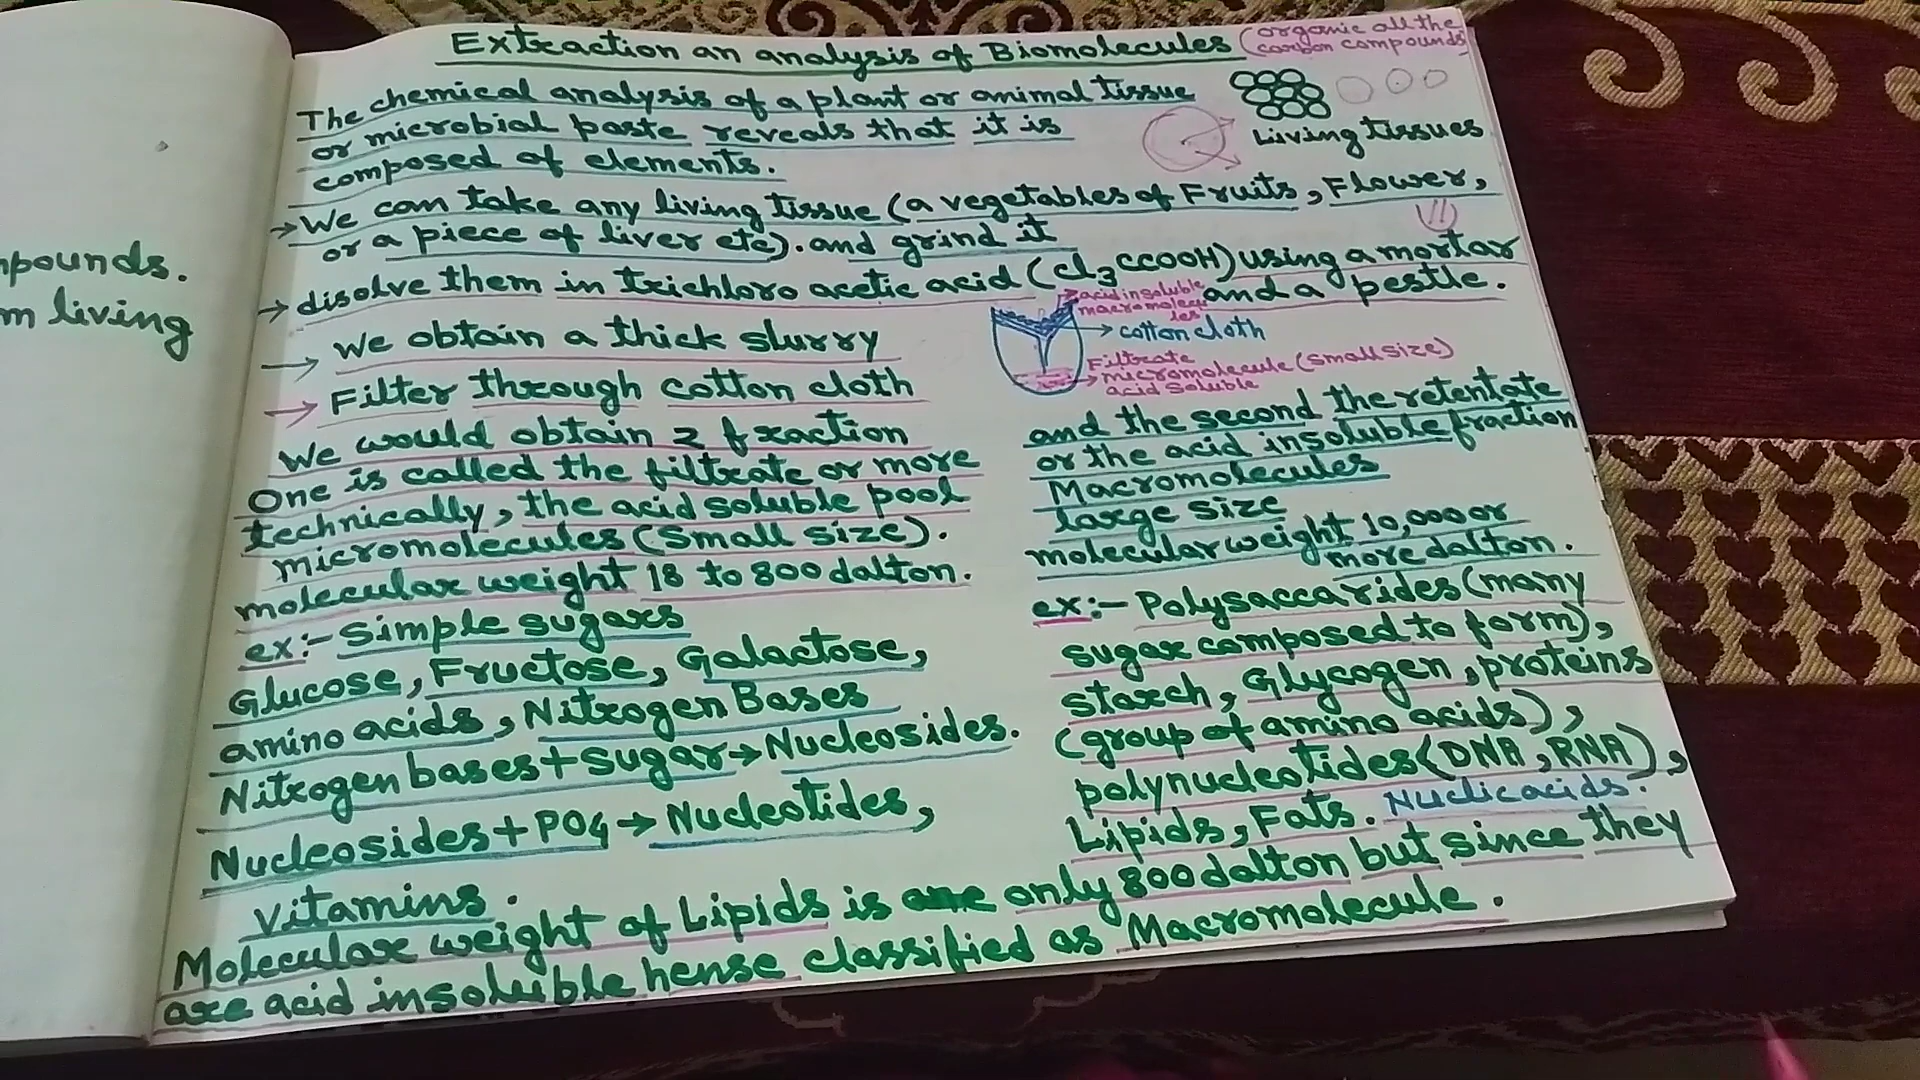 Extraction an analysis of Biomolecules (organic all the
carbon compounds)
The chemical analysis of a plant or animal tissue
or microbial paste reveals that it is
composed of elements.
Living tissues
→ We can take any living tissue (a vegetables of Fruits, Flower,
or a piece of liver etc). and grind it
→ disolve them in trichloro acetic acid (Cl3CCOOH) using a mortar
and a pestle.
→ We obtain a thick slurry
→ Filter through cotton cloth
acid insoluble
macromolecu
les
→ cotton cloth
Filtrate
micromolecule (small size)
acid soluble
We would obtain 2 fraction
One is called the filtrate or more
technically, the acid soluble pool
micromolecules (Small size).
molecular weight 18 to 800 dalton.
ex:- Simple sugars
Glucose, Fructose, Galactose,
amino acids, Nitrogen Bases
Nitrogen bases + sugar → Nucleosides.
Nucleosides + PO4 → Nucleotides,
Vitamins.
and the second the retentate
or the acid insoluble fraction
Macromolecules
large size
molecular weight 10,000 or
more dalton.
ex:- Polysaccarides (many
sugar composed to form),
starch, Glycogen, proteins
(group of amino acids),
polynucleotides (DNA, RNA),
Lipids, Fats. Nuclic acids.
Molecular weight of Lipids is only 800 dalton but since they
are acid insoluble hense classified as Macromolecule.
mpounds.
m living